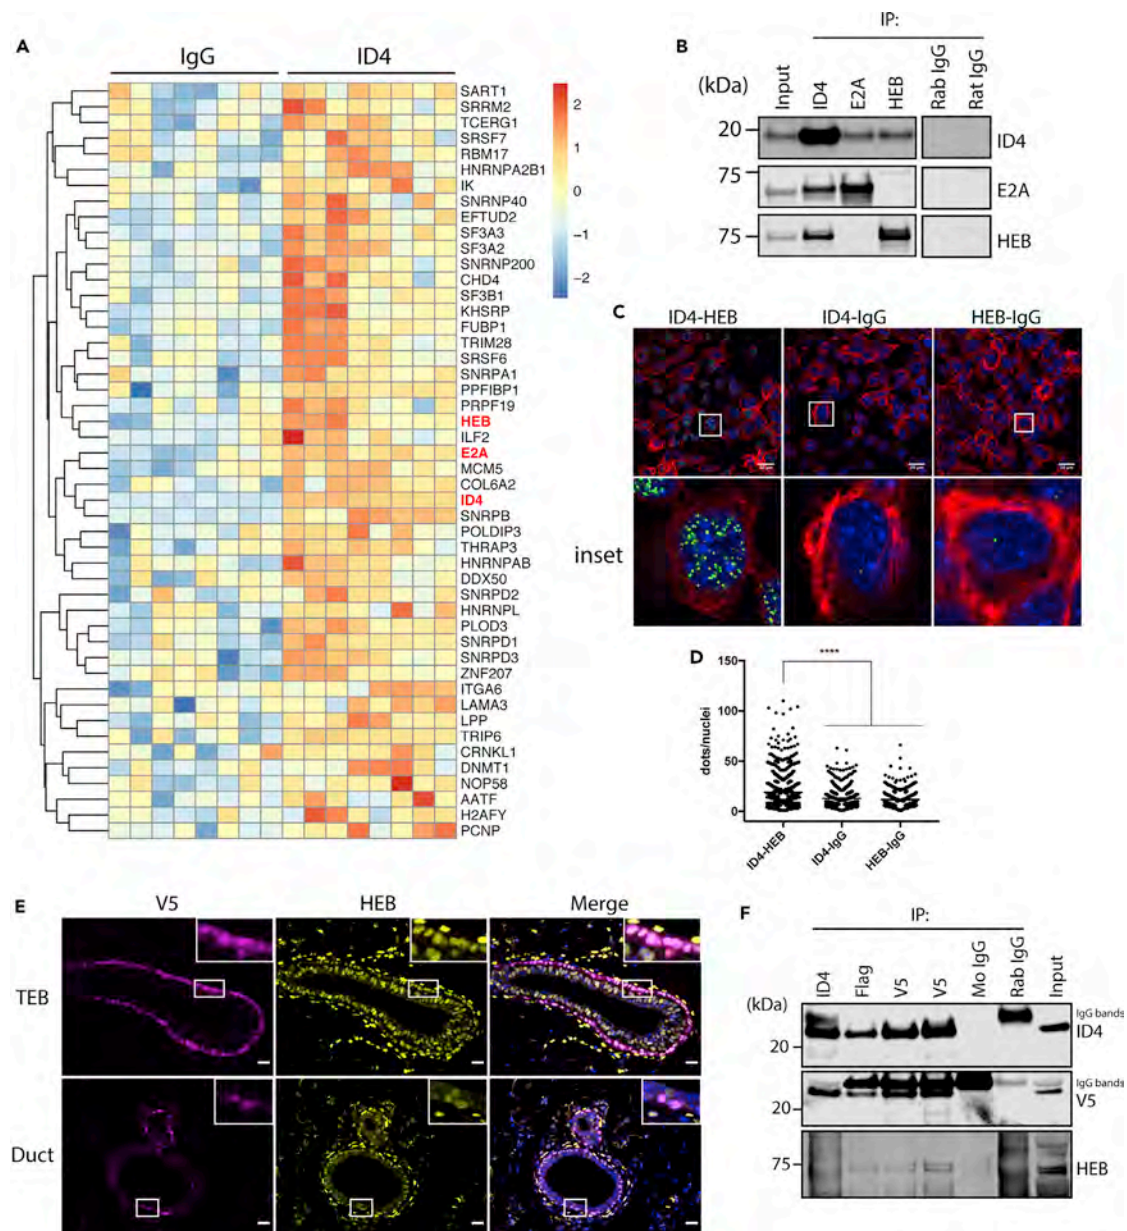 A
IgG
ID4
SART1
SRRM2
TCERG1
SRSF7
RBM17
HNRNPA2B1
IK
SNRNP40
EFTUD2
SF3A3
SF3A2
SNRNP200
CHD4
SF3B1
KHSRP
FUBP1
TRIM28
SRSF6
SNRPA1
PPFIBP1
PRPF19
HEB
ILF2
E2A
MCM5
COL6A2
ID4
SNRPB
POLDIP3
THRAP3
HNRNPAB
DDX50
SNRPD2
HNRNPL
PLOD3
SNRPD1
SNRPD3
ZNF207
ITGA6
LAMA3
LPP
TRIP6
CRNKL1
DNMT1
NOP58
AATF
H2AFY
PCNP
2
1
0
−1
−2
B
IP:
(kDa)
Input
ID4
E2A
HEB
Rab IgG
Rat IgG
20
ID4
75
E2A
75
HEB
C
ID4-HEB
ID4-IgG
HEB-IgG
inset
D
****
dots/nuclei
150
100
50
0
ID4-HEB
ID4-IgG
HEB-IgG
E
V5
HEB
Merge
TEB
Duct
F
IP:
(kDa)
ID4
Flag
V5
V5
Mo IgG
Rab IgG
Input
IgG bands
ID4
20
IgG bands
V5
20
75
HEB